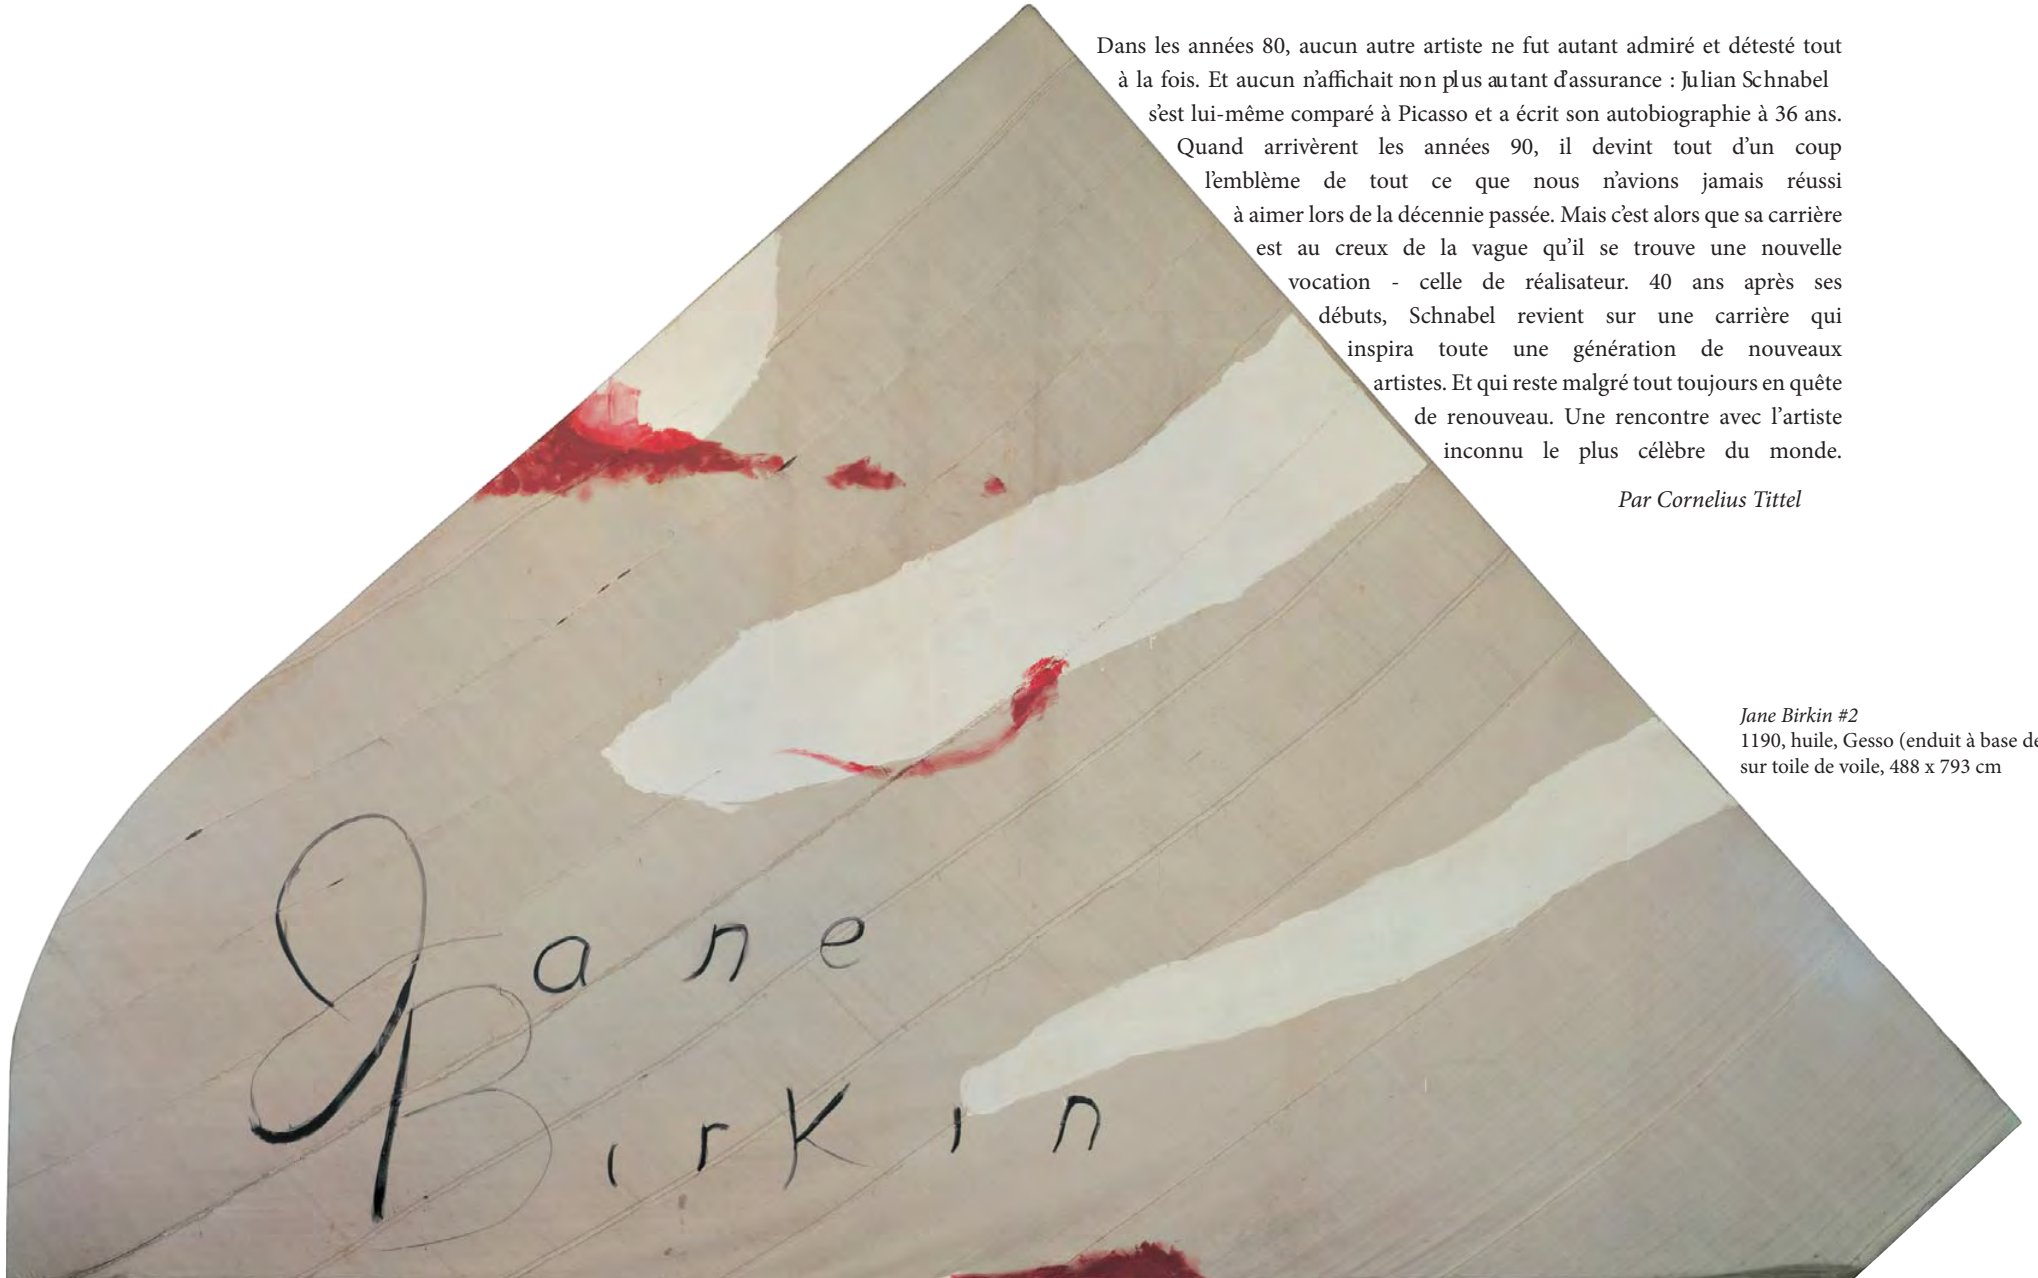 Dans les années 80, aucun autre artiste ne fut autant admiré et détesté tout
à la fois. Et aucun n’affichait non plus autant d’assurance : Julian Schnabel
s’est lui-même comparé à Picasso et a écrit son autobiographie à 36 ans.
Quand arrivèrent les années 90, il devint tout d’un coup
l’emblème de tout ce que nous n’avions jamais réussi
à aimer lors de la décennie passée. Mais c’est alors que sa carrière
est au creux de la vague qu’il se trouve une nouvelle
vocation - celle de réalisateur. 40 ans après ses
débuts, Schnabel revient sur une carrière qui
inspira toute une génération de nouveaux
artistes. Et qui reste malgré tout toujours en quête
de renouveau. Une rencontre avec l’artiste
inconnu le plus célèbre du monde.
Par Cornelius Tittel
Jane Birkin #2
1190, huile, Gesso (enduit à base de
sur toile de voile, 488 x 793 cm
Jane
Birkin